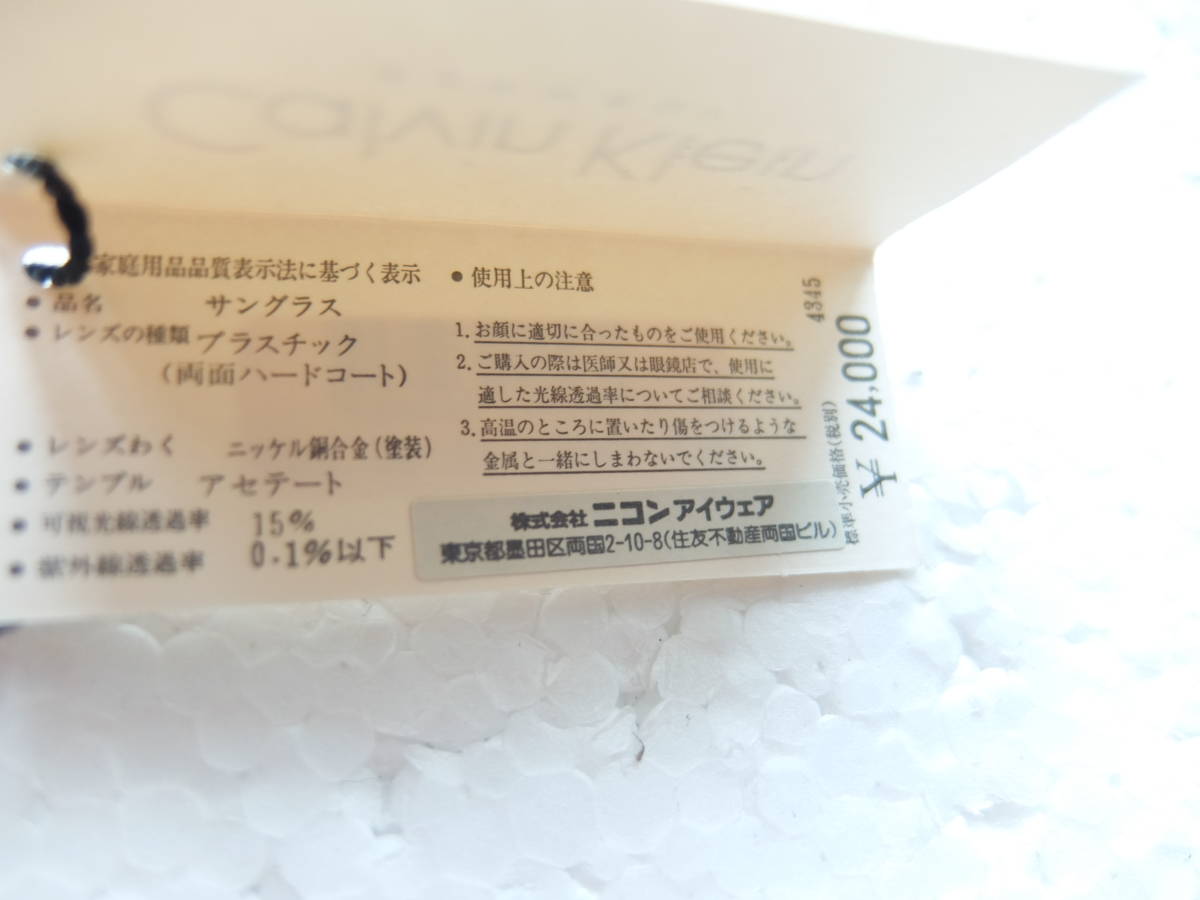 Calvin Klein
家庭用品品質表示法に基づく表示
• 品名 サングラス
• レンズの種類 プラスチック
(両面ハードコート)
• レンズわく ニッケル銅合金(塗装)
• テンプル アセテート
• 可視光線透過率 15%
• 紫外線透過率 0.1%以下
• 使用上の注意
1. お顔に適切に合ったものをご使用ください。
2. ご購入の際は医師又は眼鏡店で、使用に
適した光線透過率についてご相談ください。
3. 高温のところに置いたり傷をつけるような
金属と一緒にしまわないでください。
株式会社 ニコンアイウェア
東京都墨田区両国2-10-8(住友不動産両国ビル)
4345
標準小売価格(税別)
¥ 24,000